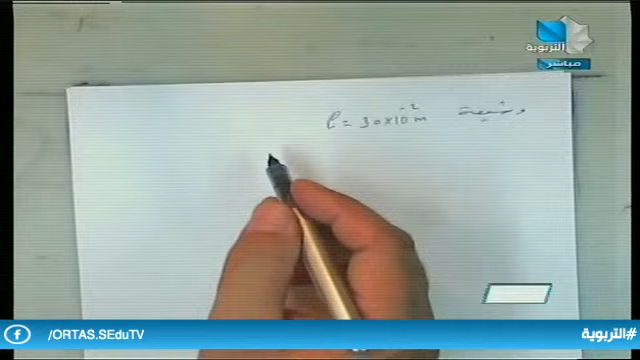 التربوية
مباشر
وشيعة l = 30 x 10⁻² m
/ORTAS.SEduTV
#التربوية